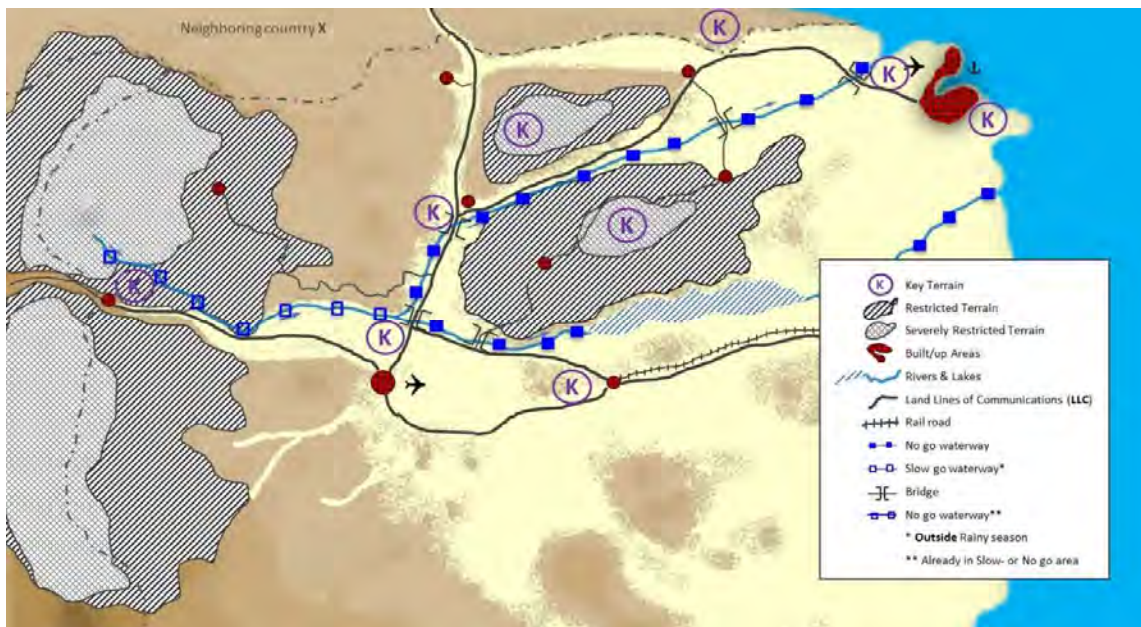 Neighboring country X
K
K
K
K
K
K
K
K
K
K
K Key Terrain
Restricted Terrain
Severely Restricted Terrain
Built/up Areas
Rivers & Lakes
Land Lines of Communications (LLC)
Rail road
No go waterway
Slow go waterway*
Bridge
No go waterway**
* Outside Rainy season
** Already in Slow- or No go area